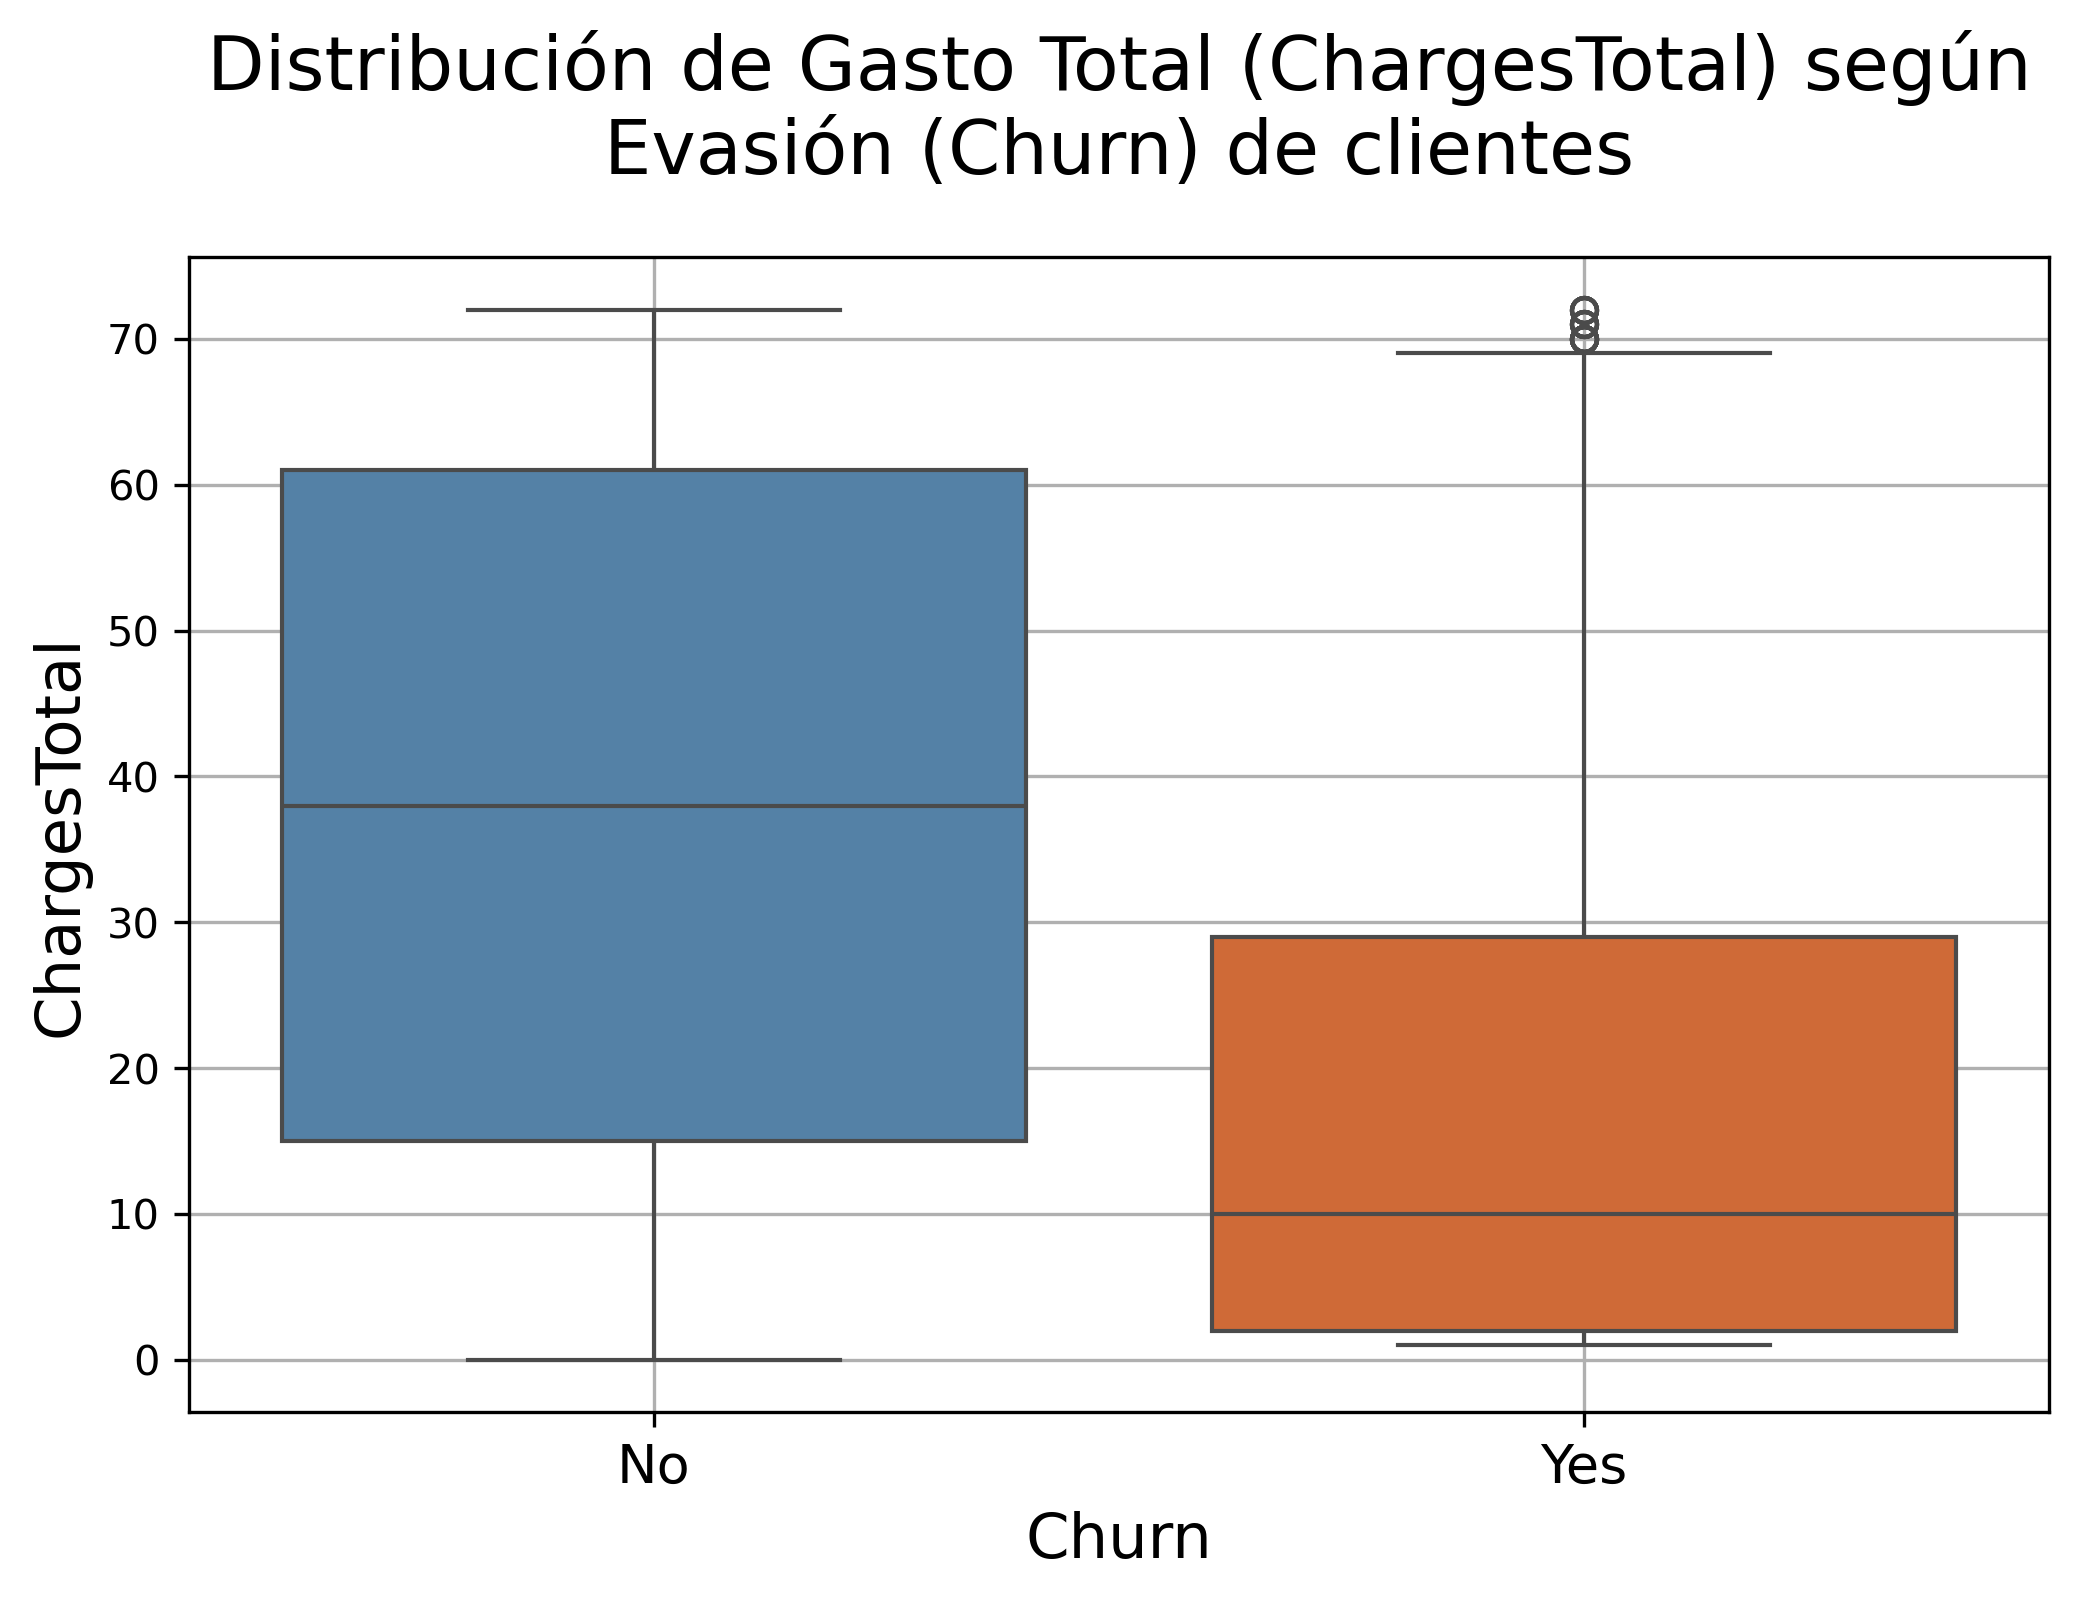 Distribución de Gasto Total (ChargesTotal) según
Evasión (Churn) de clientes
ChargesTotal
70
60
50
40
30
20
10
0
No
Yes
Churn